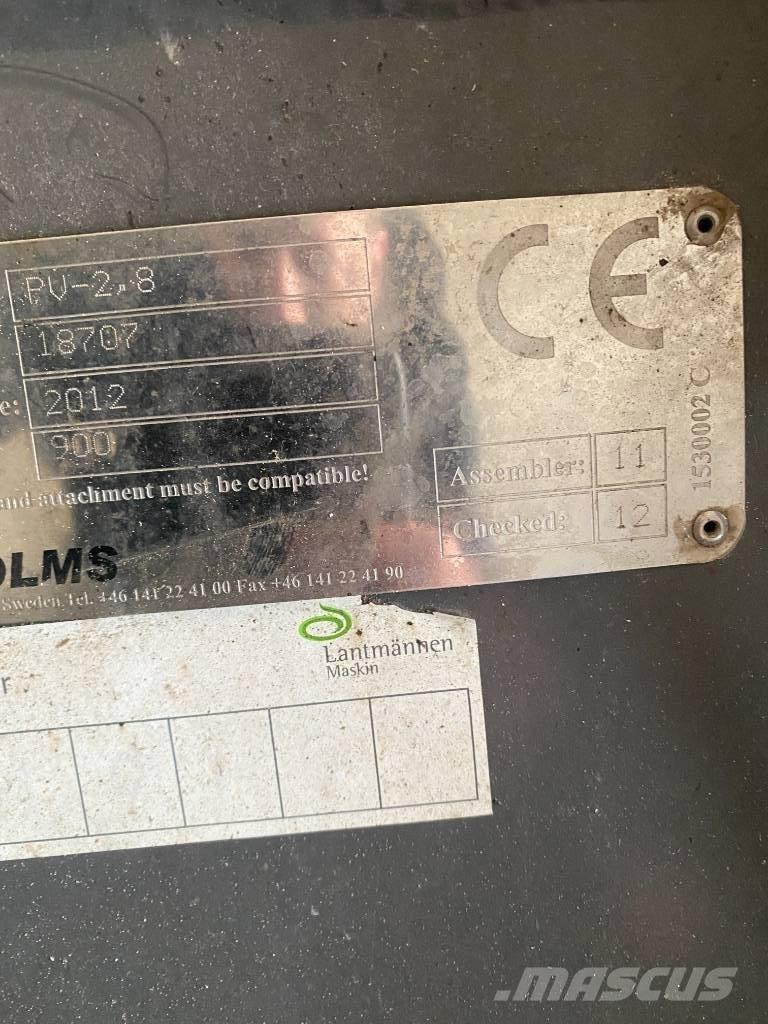 PV-2,8
18707
e: 2012
900
and attachment must be compatible!
CE
Assembler: 11
Checked: 12
1530002 C
OLMS
Sweden Tel. +46 141 22 41 00 Fax +46 141 22 41 90
Lantmännen
Maskin
r
MASCUS